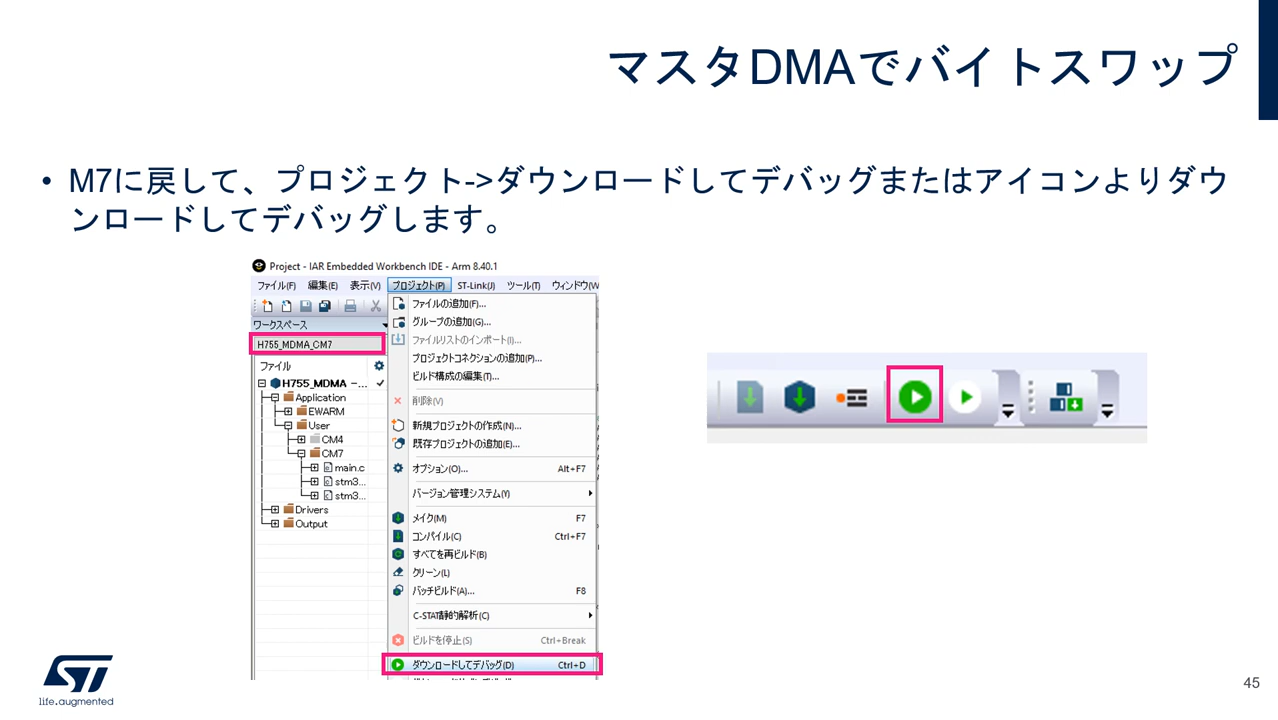 マスタDMAでバイトスワップ
• M7に戻して、プロジェクト->ダウンロードしてデバッグまたはアイコンよりダウ
ンロードしてデバッグします。
Project - IAR Embedded Workbench IDE - Arm 8.40.1
ファイル(F) 編集(E) 表示(V) プロジェクト(P) ST-Link(J) ツール(T) ウィンドウ(W
ワークスペース
H755_MDMA_CM7
ファイル
H755_MDMA -...
Application
EWARM
User
CM4
CM7
main.c
stm3...
stm3...
Drivers
Output
ファイルの追加(F)...
グループの追加(G)...
ファイルリストのインポート(I)...
プロジェクトコネクションの追加(P)...
ビルド構成の編集(T)...
削除(V)
新規プロジェクトの作成(N)...
既存プロジェクトの追加(E)...
オプション(O)... Alt+F7
バージョン管理システム(Y)
メイク(M) F7
コンパイル(C) Ctrl+F7
すべてを再ビルド(B)
クリーン(L)
バッチビルド(A)... F8
C-STAT静的解析(C)
ビルドを停止(S) Ctrl+Break
ダウンロードしてデバッグ(D) Ctrl+D
ST
life.augmented
45